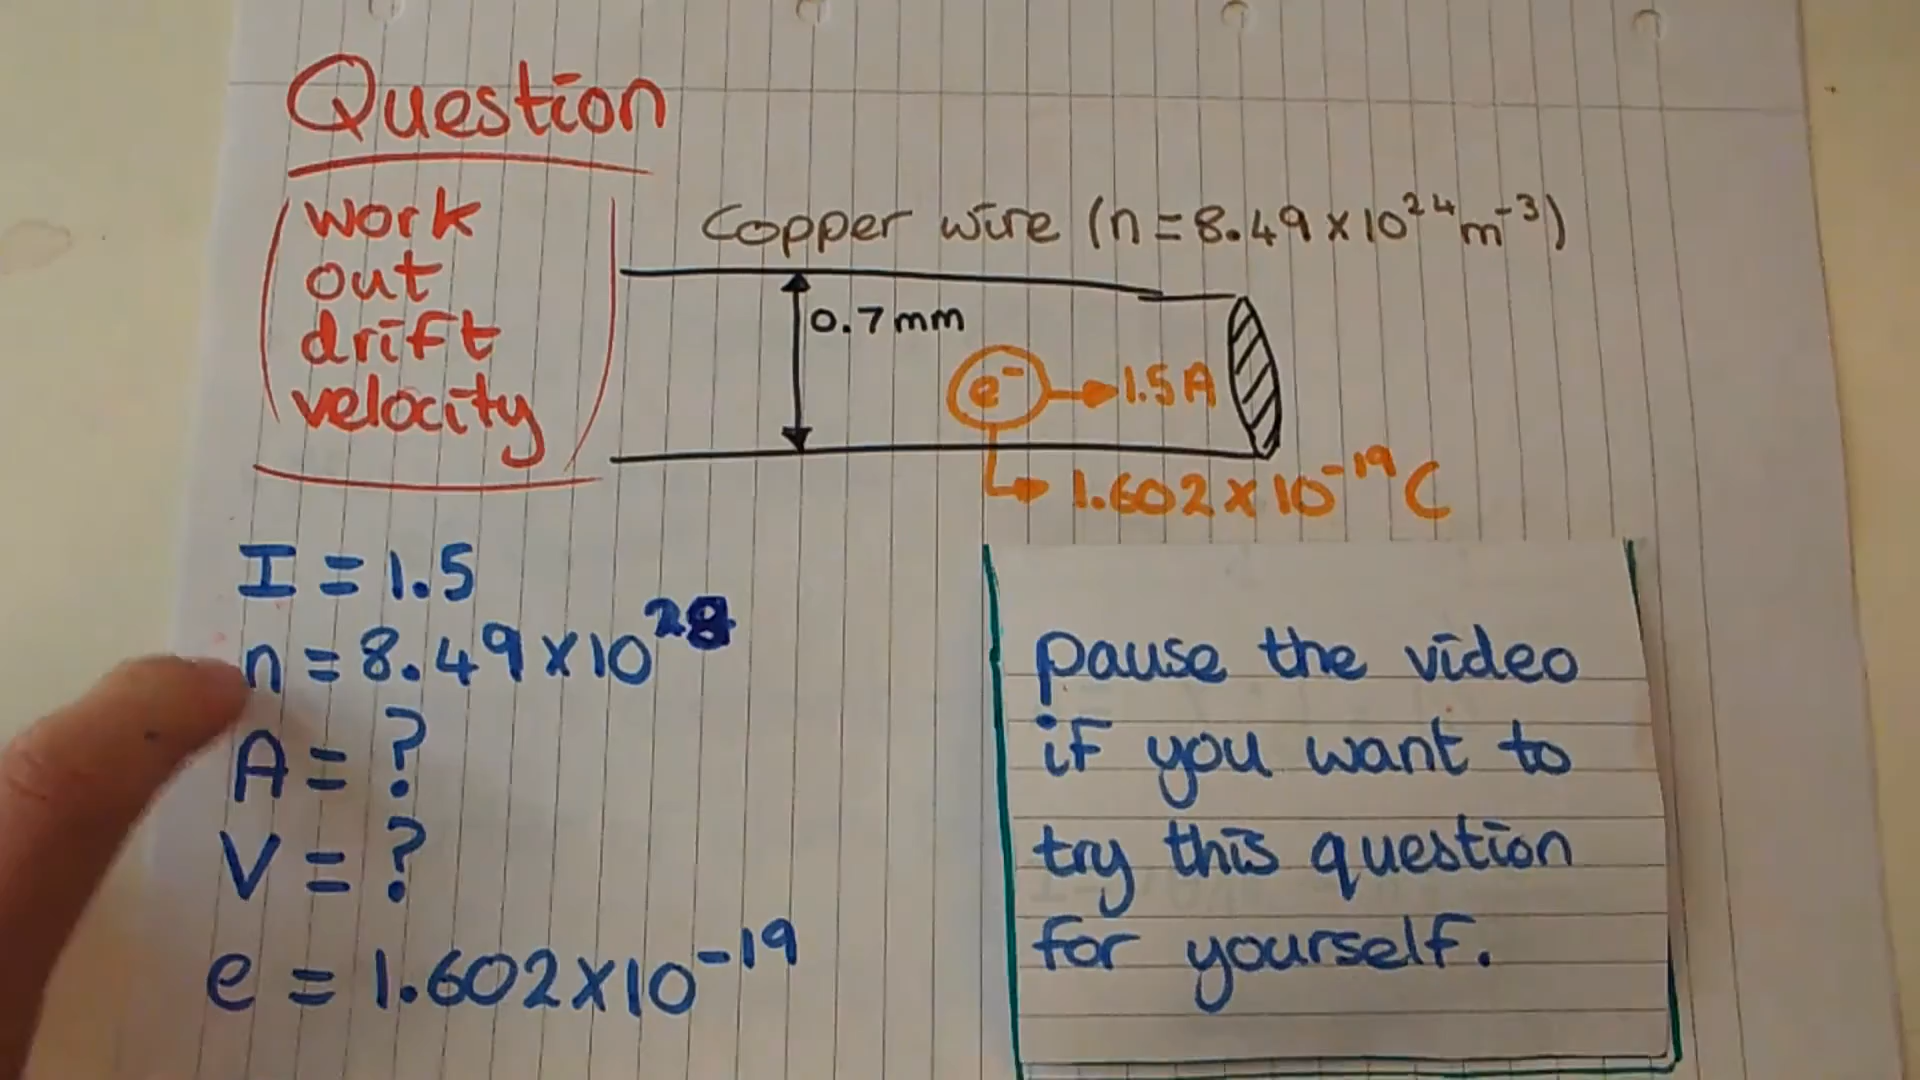 Question
work
out
drift
velocity
Copper wire (n = 8.49 x 10²⁴ m⁻³)
0.7mm
e⁻ → 1.5A
1.602 x 10⁻¹⁹ C
I = 1.5
n = 8.49 x 10²⁸
A = ?
V = ?
e = 1.602 x 10⁻¹⁹
pause the video
if you want to
try this question
for yourself.